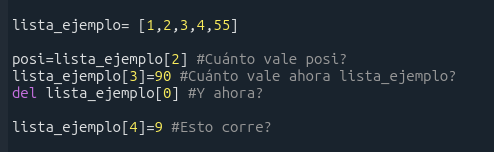 lista_ejemplo= [1,2,3,4,55]
posi=lista_ejemplo[2] #Cuánto vale posi?
lista_ejemplo[3]=90 #Cuánto vale ahora lista_ejemplo?
del lista_ejemplo[0] #Y ahora?
lista_ejemplo[4]=9 #Esto corre?